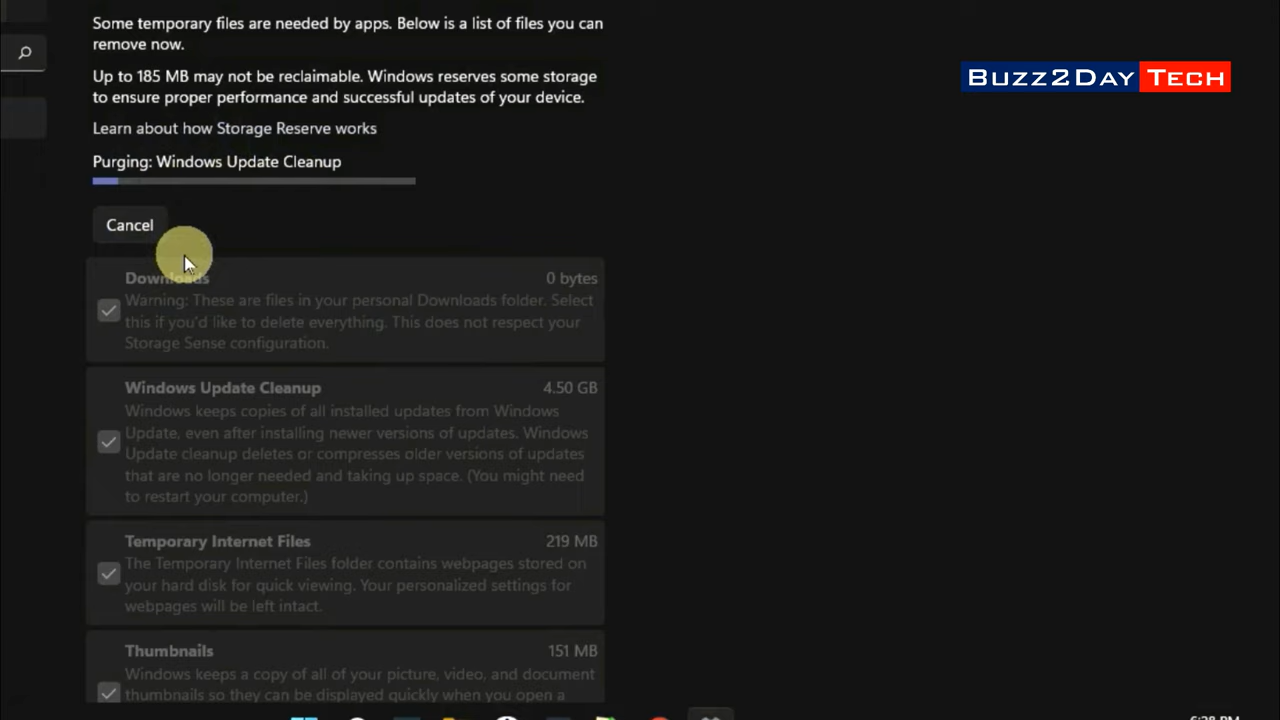 Some temporary files are needed by apps. Below is a list of files you can
remove now.
Up to 185 MB may not be reclaimable. Windows reserves some storage
to ensure proper performance and successful updates of your device.
Learn about how Storage Reserve works
Purging: Windows Update Cleanup
Cancel
Buzz2Day Tech
Downloads 0 bytes
Warning: These are files in your personal Downloads folder. Select
this if you'd like to delete everything. This does not respect your
Storage Sense configuration.
Windows Update Cleanup 4.50 GB
Windows keeps copies of all installed updates from Windows
Update, even after installing newer versions of updates. Windows
Update cleanup deletes or compresses older versions of updates
that are no longer needed and taking up space. (You might need
to restart your computer.)
Temporary Internet Files 219 MB
The Temporary Internet Files folder contains webpages stored on
your hard disk for quick viewing. Your personalized settings for
webpages will be left intact.
Thumbnails 151 MB
Windows keeps a copy of all of your picture, video, and document
thumbnails so they can be displayed quickly when you open a
6:28 PM